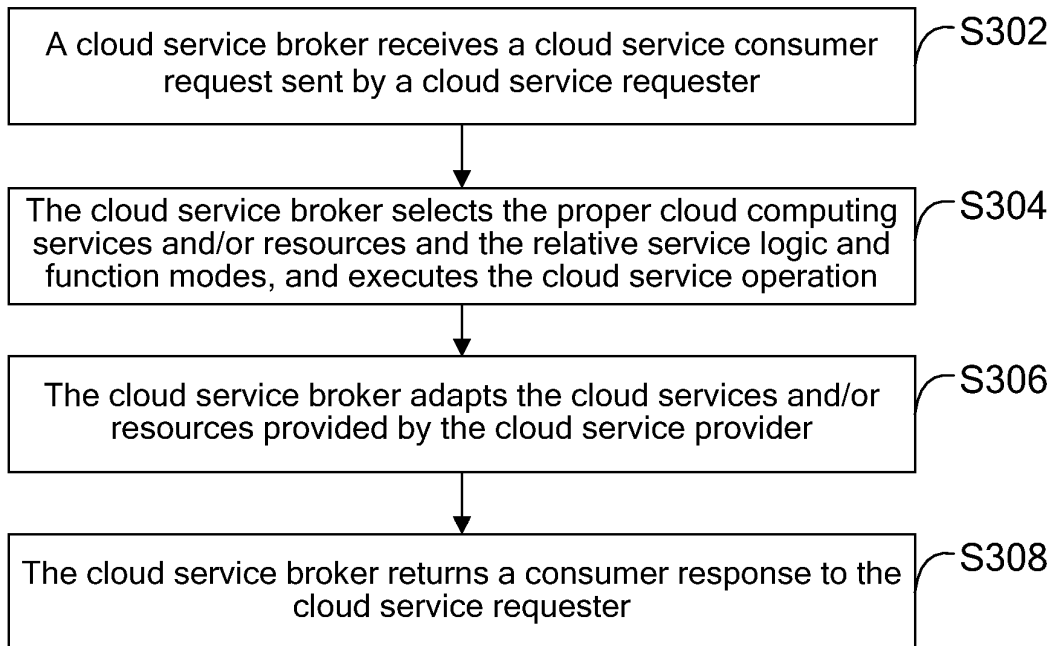 A cloud service broker receives a cloud service consumer
request sent by a cloud service requester
S302
The cloud service broker selects the proper cloud computing
services and/or resources and the relative service logic and
function modes, and executes the cloud service operation
S304
The cloud service broker adapts the cloud services and/or
resources provided by the cloud service provider
S306
The cloud service broker returns a consumer response to the
cloud service requester
S308